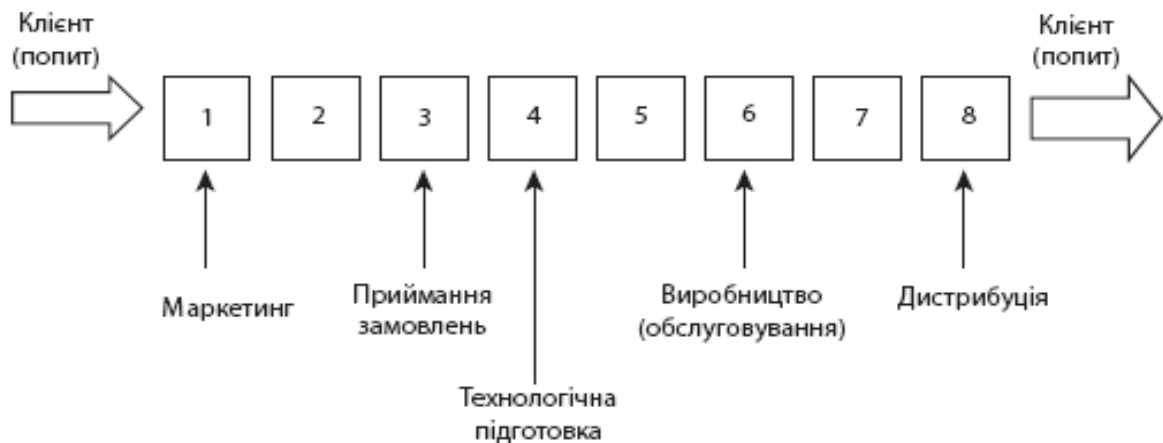 Клієнт
(попит)
Клієнт
(попит)
1
2
3
4
5
6
7
8
Маркетинг
Приймання
замовлень
Виробництво
(обслуговування)
Дистрибуція
Технологічна
підготовка